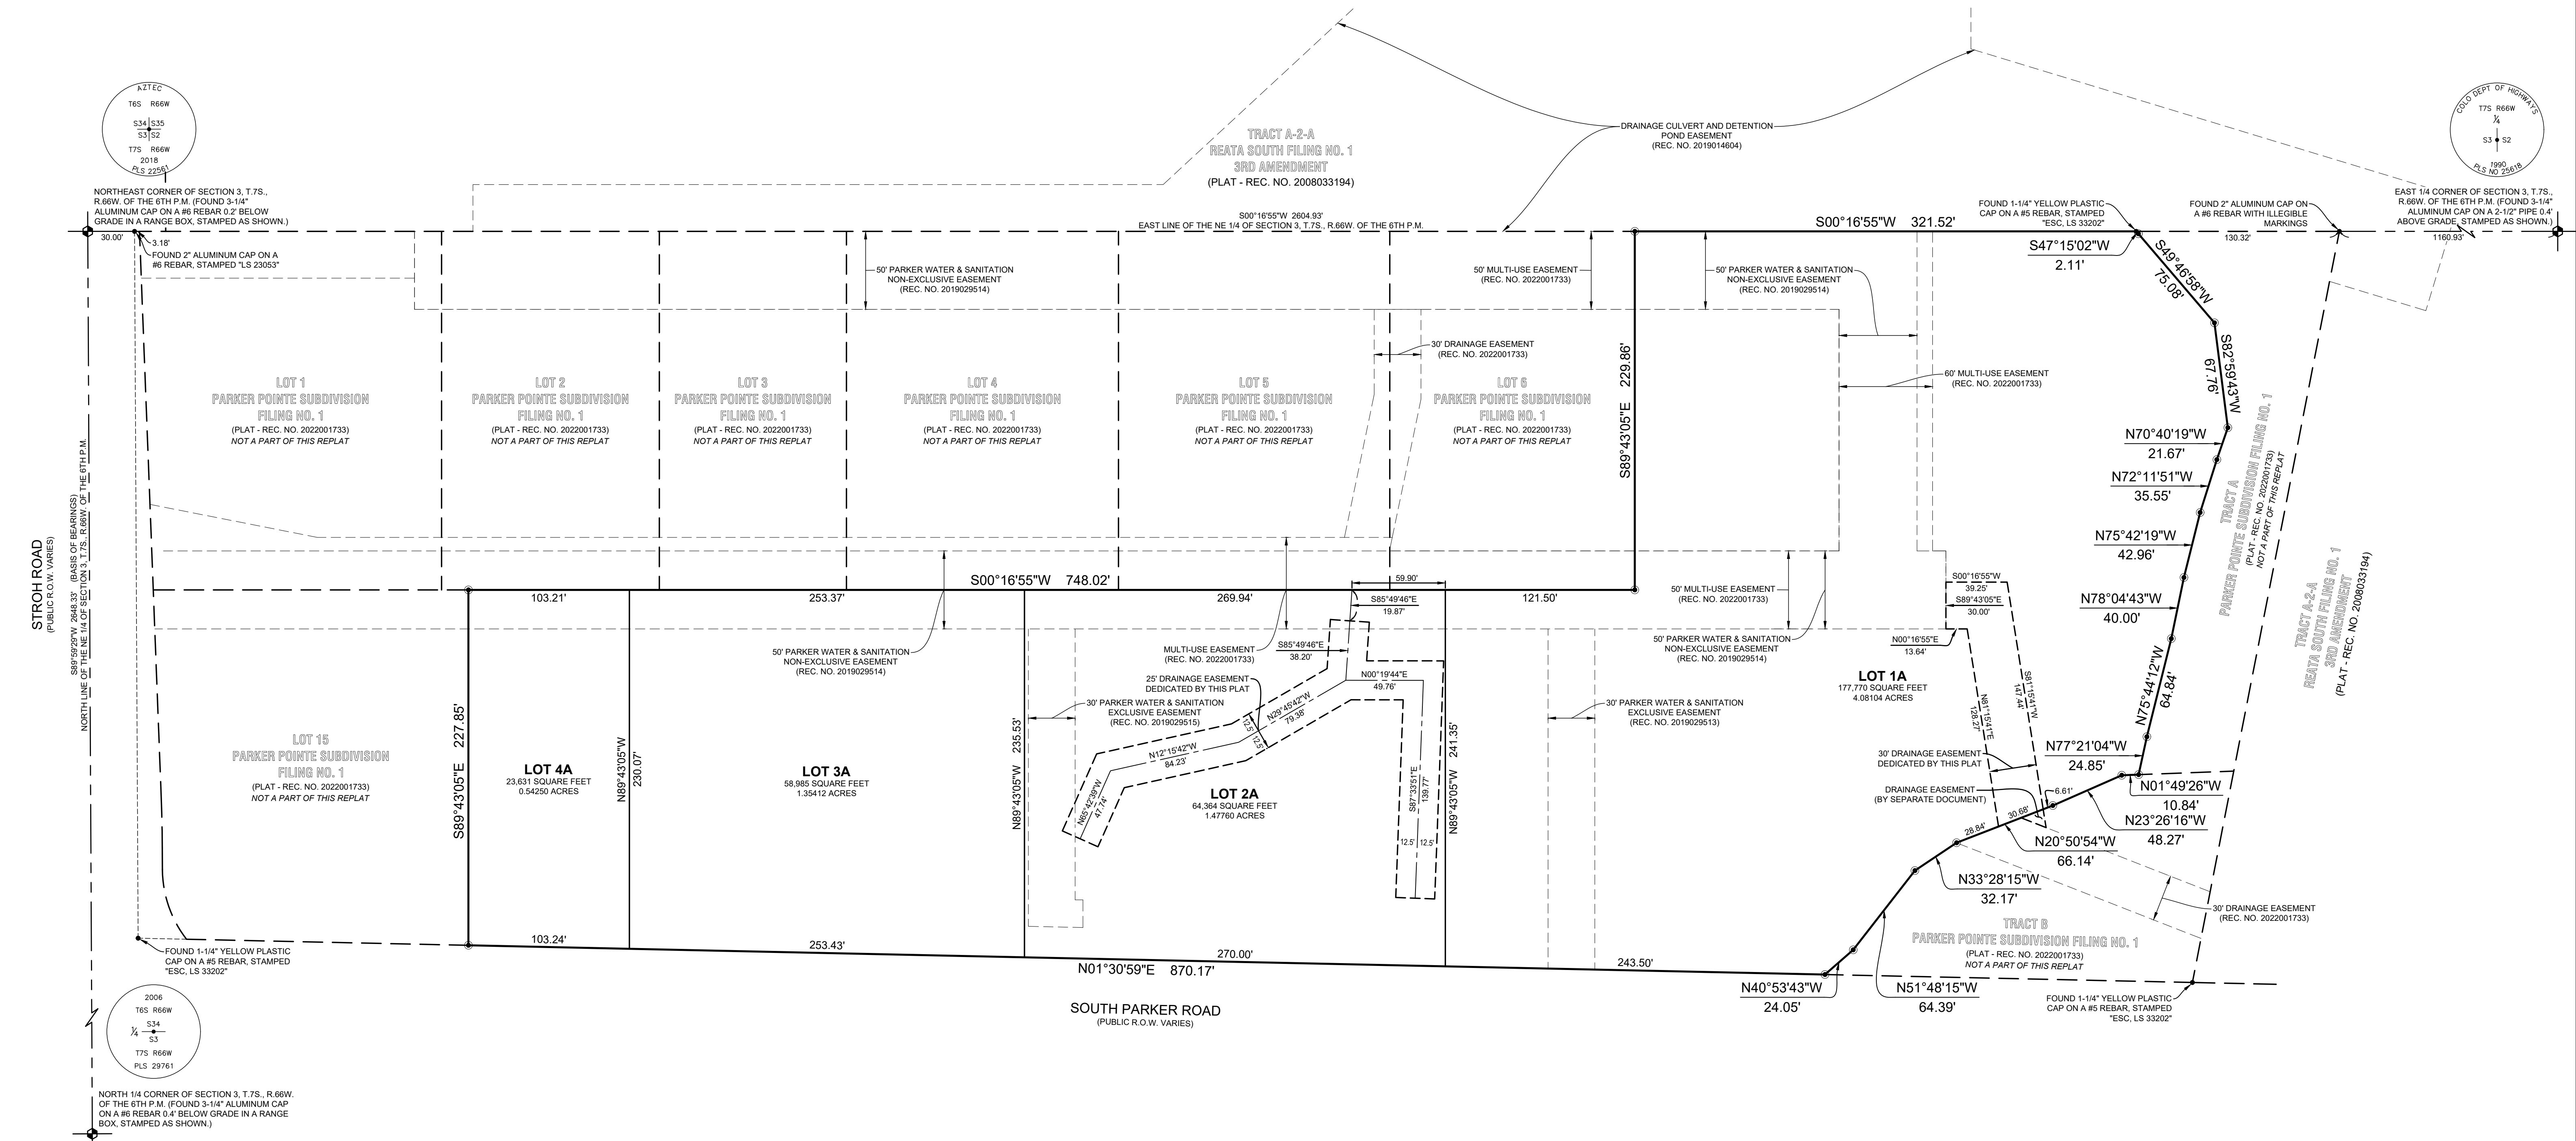 AZTEC
T6S R66W
S34 S35
S3 S2
T7S R66W
2018
PLS 22561
NORTHEAST CORNER OF SECTION 3, T.7S.,
R.66W. OF THE 6TH P.M. (FOUND 3-1/4"
ALUMINUM CAP ON A #6 REBAR 0.2' BELOW
GRADE IN A RANGE BOX, STAMPED AS SHOWN.)
30.00'
3.18'
FOUND 2" ALUMINUM CAP ON A
#6 REBAR, STAMPED "LS 23053"
TRACT A-2-A
REATA SOUTH FILING NO. 1
3RD AMENDMENT
(PLAT - REC. NO. 2008033194)
DRAINAGE CULVERT AND DETENTION
POND EASEMENT
(REC. NO. 2019014604)
S00°16'55"W 2604.93'
EAST LINE OF THE NE 1/4 OF SECTION 3, T.7S., R.66W. OF THE 6TH P.M.
COLO DEPT OF HIGHWAYS
T7S R66W
1/4
S3 S2
1990
PLS NO 25618
EAST 1/4 CORNER OF SECTION 3, T.7S.,
R.66W. OF THE 6TH P.M. (FOUND 3-1/4"
ALUMINUM CAP ON A 2-1/2" PIPE 0.4'
ABOVE GRADE, STAMPED AS SHOWN.)
1160.93'
FOUND 2" ALUMINUM CAP ON
A #6 REBAR WITH ILLEGIBLE
MARKINGS
130.32'
FOUND 1-1/4" YELLOW PLASTIC
CAP ON A #5 REBAR, STAMPED
"ESC, LS 33202"
S00°16'55"W 321.52'
S47°15'02"W
2.11'
S49°46'58"W
75.08'
S82°59'43"W
67.76'
50' PARKER WATER & SANITATION
NON-EXCLUSIVE EASEMENT
(REC. NO. 2019029514)
50' MULTI-USE EASEMENT
(REC. NO. 2022001733)
50' PARKER WATER & SANITATION
NON-EXCLUSIVE EASEMENT
(REC. NO. 2019029514)
30' DRAINAGE EASEMENT
(REC. NO. 2022001733)
60' MULTI-USE EASEMENT
(REC. NO. 2022001733)
S89°43'05"E 229.86'
LOT 1
PARKER POINTE SUBDIVISION
FILING NO. 1
(PLAT - REC. NO. 2022001733)
NOT A PART OF THIS REPLAT
LOT 2
PARKER POINTE SUBDIVISION
FILING NO. 1
(PLAT - REC. NO. 2022001733)
NOT A PART OF THIS REPLAT
LOT 3
PARKER POINTE SUBDIVISION
FILING NO. 1
(PLAT - REC. NO. 2022001733)
NOT A PART OF THIS REPLAT
LOT 4
PARKER POINTE SUBDIVISION
FILING NO. 1
(PLAT - REC. NO. 2022001733)
NOT A PART OF THIS REPLAT
LOT 5
PARKER POINTE SUBDIVISION
FILING NO. 1
(PLAT - REC. NO. 2022001733)
NOT A PART OF THIS REPLAT
LOT 6
PARKER POINTE SUBDIVISION
FILING NO. 1
(PLAT - REC. NO. 2022001733)
NOT A PART OF THIS REPLAT
N70°40'19"W
21.67'
N72°11'51"W
35.55'
N75°42'19"W
42.96'
N78°04'43"W
40.00'
N75°44'12"W
64.84'
N77°21'04"W
24.85'
N01°49'26"W
10.84'
N23°26'16"W
48.27'
N20°50'54"W
66.14'
N33°28'15"W
32.17'
N51°48'15"W
64.39'
N40°53'43"W
24.05'
TRACT A
PARKER POINTE SUBDIVISION FILING NO. 1
(PLAT - REC. NO. 2022001733)
NOT A PART OF THIS REPLAT
TRACT A-2-A
REATA SOUTH FILING NO. 1
3RD AMENDMENT
(PLAT - REC. NO. 2008033194)
STROH ROAD
(PUBLIC R.O.W. VARIES)
S89°59'29"W 2648.33' (BASIS OF BEARINGS)
NORTH LINE OF THE NE 1/4 OF SECTION 3, T.7S., R.66W. OF THE 6TH P.M.
S00°16'55"W 748.02'
103.21'
253.37'
269.94'
59.90'
121.50'
S85°49'46"E
19.87'
50' PARKER WATER & SANITATION
NON-EXCLUSIVE EASEMENT
(REC. NO. 2019029514)
MULTI-USE EASEMENT
(REC. NO. 2022001733)
S85°49'46"E
38.20'
25' DRAINAGE EASEMENT
DEDICATED BY THIS PLAT
N00°19'44"E
49.76'
50' MULTI-USE EASEMENT
(REC. NO. 2022001733)
50' PARKER WATER & SANITATION
NON-EXCLUSIVE EASEMENT
(REC. NO. 2019029514)
S00°16'55"W
39.25'
S89°43'05"E
30.00'
N00°16'55"E
13.64'
LOT 1A
177,770 SQUARE FEET
4.08104 ACRES
N81°15'41"E
128.27'
S81°15'41"W
147.44'
30' DRAINAGE EASEMENT
DEDICATED BY THIS PLAT
DRAINAGE EASEMENT
(BY SEPARATE DOCUMENT)
6.61'
30.68'
28.84'
30' PARKER WATER & SANITATION
EXCLUSIVE EASEMENT
(REC. NO. 2019029515)
30' PARKER WATER & SANITATION
EXCLUSIVE EASEMENT
(REC. NO. 2019029513)
N29°45'42"W
79.38'
12.5' 12.5'
N12°15'42"W
84.23'
N65°42'39"W
47.74'
S87°33'51"E
139.77'
12.5' 12.5'
LOT 15
PARKER POINTE SUBDIVISION
FILING NO. 1
(PLAT - REC. NO. 2022001733)
NOT A PART OF THIS REPLAT
S89°43'05"E 227.85'
LOT 4A
23,631 SQUARE FEET
0.54250 ACRES
N89°43'05"W
230.07'
LOT 3A
58,985 SQUARE FEET
1.35412 ACRES
N89°43'05"W 235.53'
LOT 2A
64,364 SQUARE FEET
1.47760 ACRES
N89°43'05"W 241.35'
103.24'
253.43'
270.00'
243.50'
N01°30'59"E 870.17'
SOUTH PARKER ROAD
(PUBLIC R.O.W. VARIES)
TRACT B
PARKER POINTE SUBDIVISION FILING NO. 1
(PLAT - REC. NO. 2022001733)
NOT A PART OF THIS REPLAT
30' DRAINAGE EASEMENT
(REC. NO. 2022001733)
FOUND 1-1/4" YELLOW PLASTIC
CAP ON A #5 REBAR, STAMPED
"ESC, LS 33202"
FOUND 1-1/4" YELLOW PLASTIC
CAP ON A #5 REBAR, STAMPED
"ESC, LS 33202"
2006
T6S R66W
1/4
S34
S3
T7S R66W
PLS 29761
NORTH 1/4 CORNER OF SECTION 3, T.7S., R.66W.
OF THE 6TH P.M. (FOUND 3-1/4" ALUMINUM CAP
ON A #6 REBAR 0.4' BELOW GRADE IN A RANGE
BOX, STAMPED AS SHOWN.)